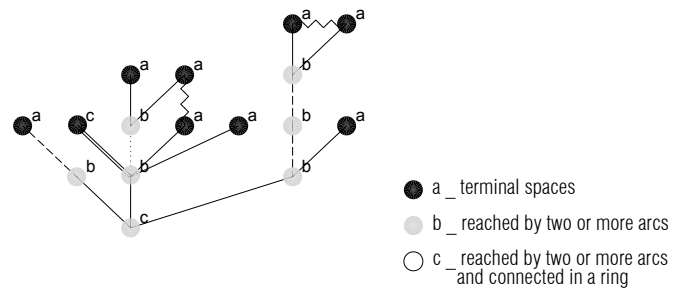 a a
a a b
a c b a a b a
b b b
c
a _ terminal spaces
b _ reached by two or more arcs
c _ reached by two or more arcs
and connected in a ring